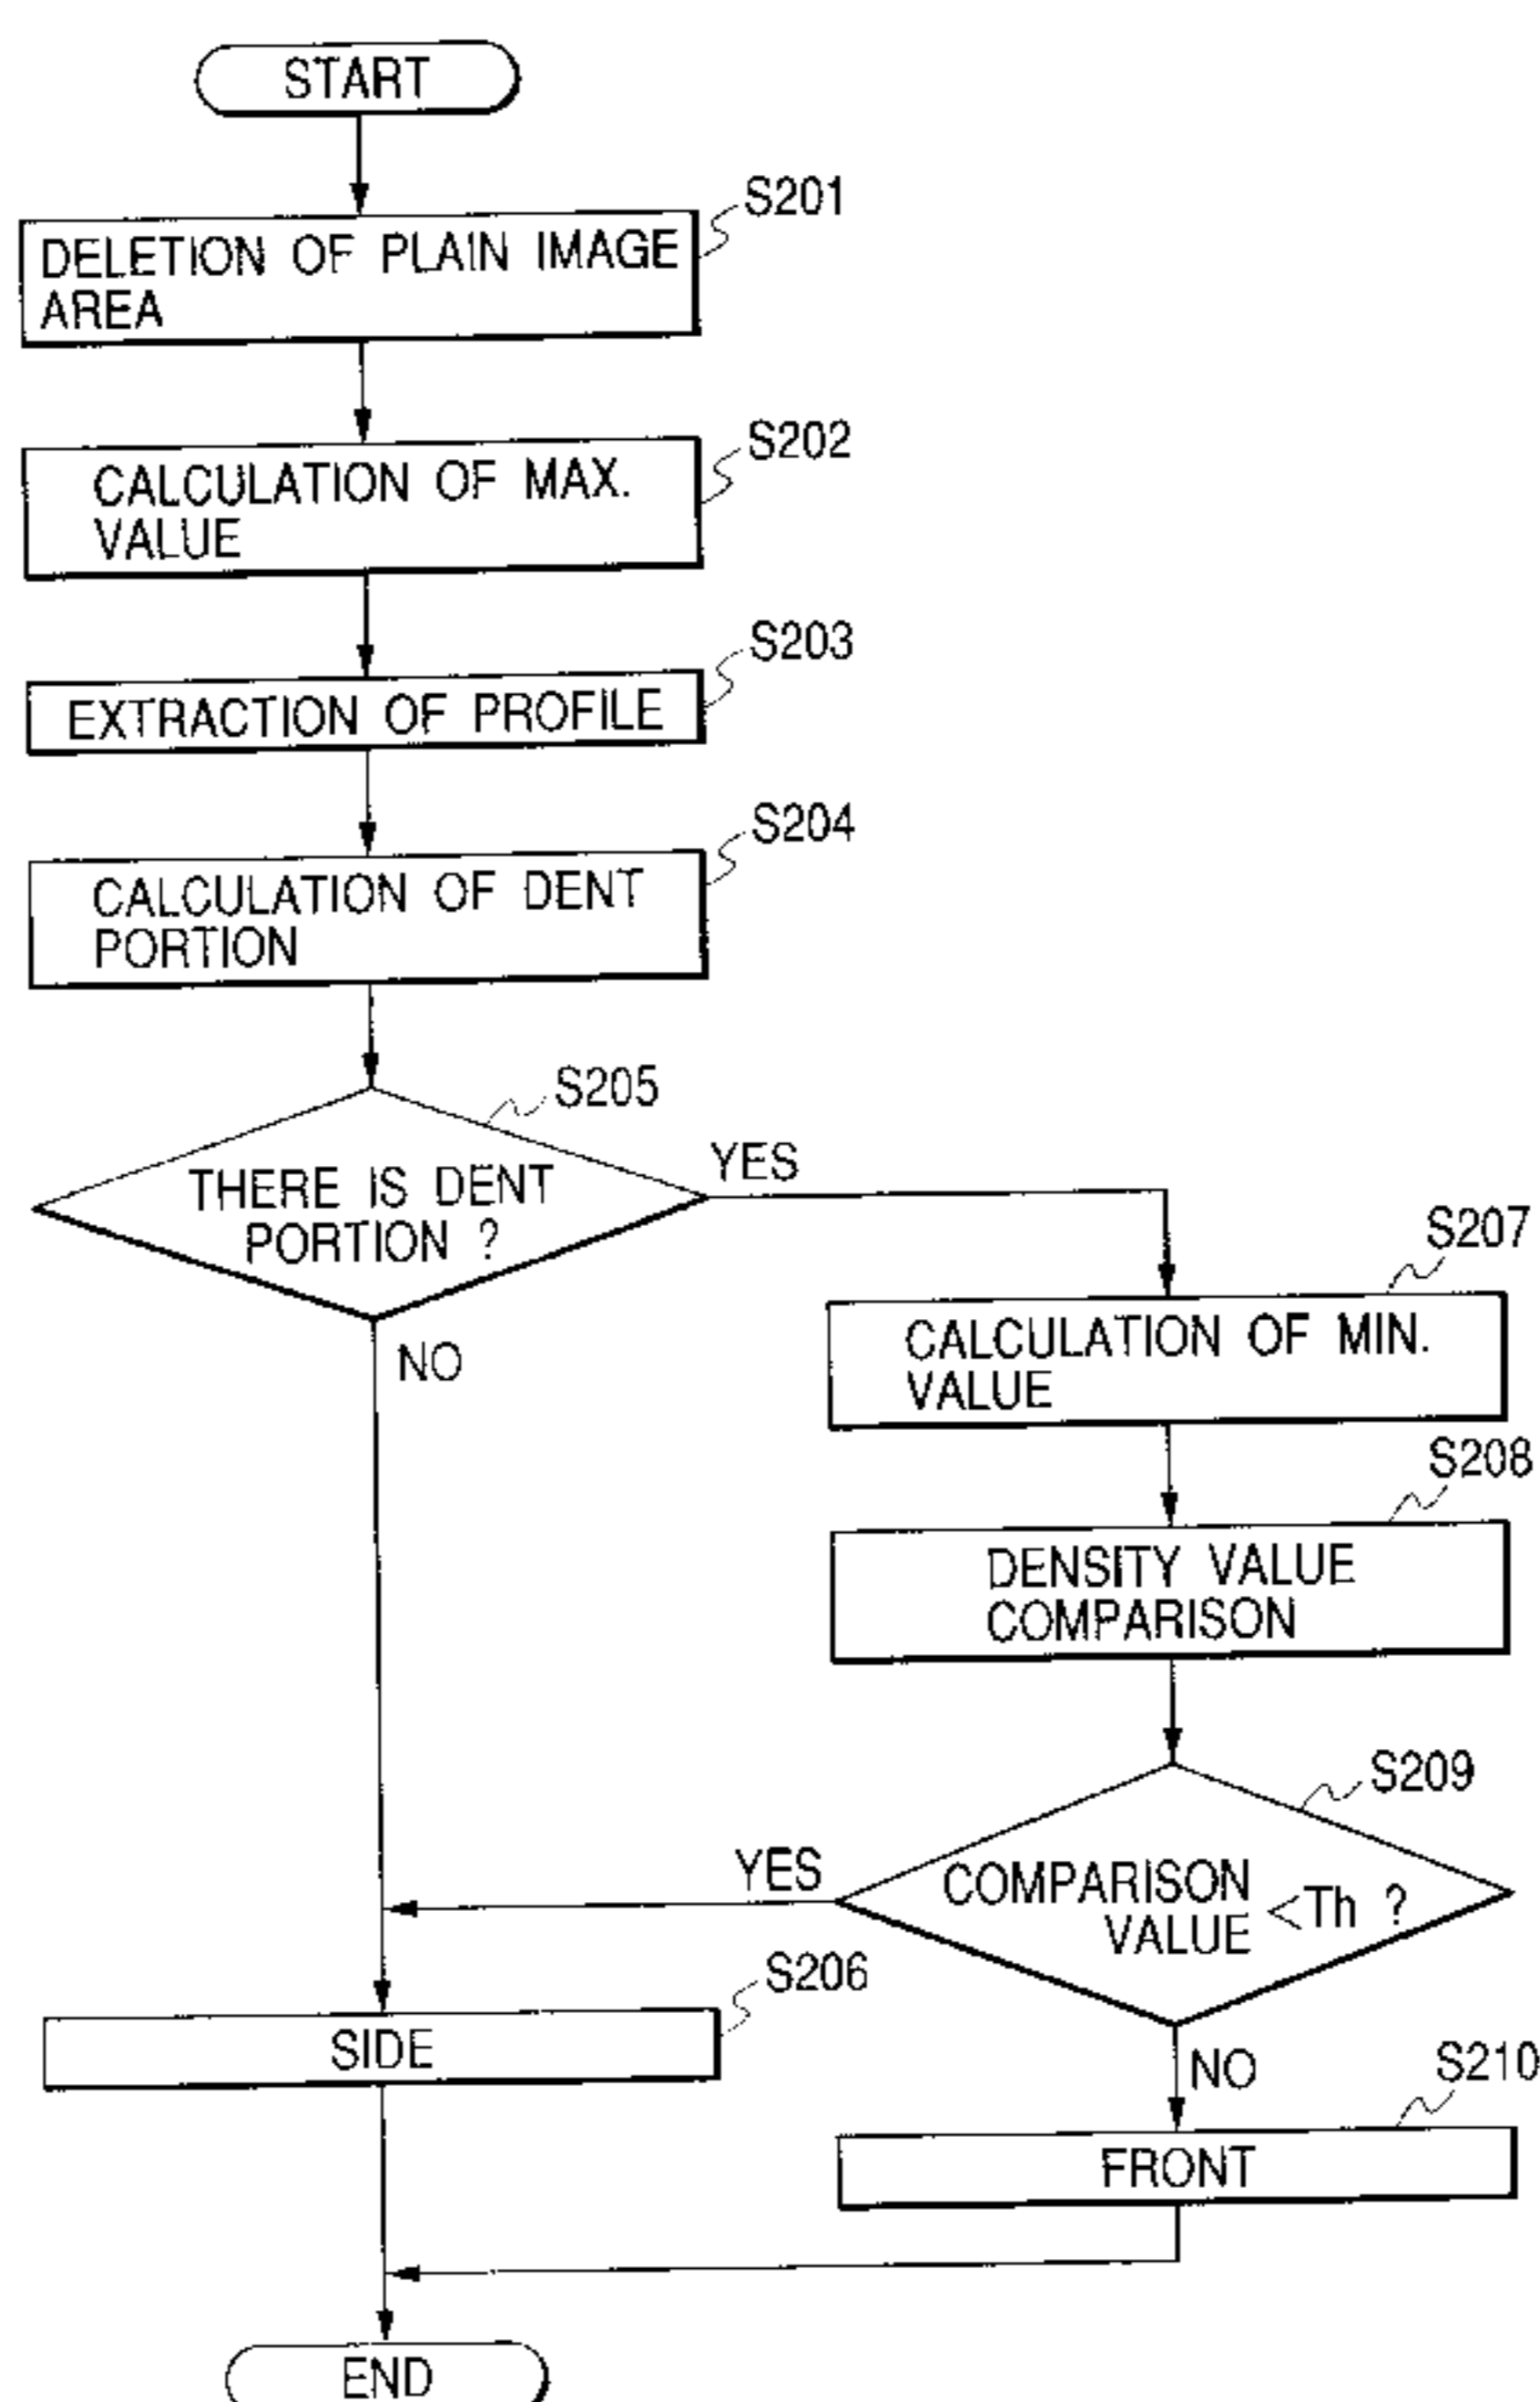 START
S201
DELETION OF PLAIN IMAGE
AREA
S202
CALCULATION OF MAX.
VALUE
S203
EXTRACTION OF PROFILE
S204
CALCULATION OF DENT
PORTION
S205
THERE IS DENT
PORTION ?
YES
NO
S207
CALCULATION OF MIN.
VALUE
S208
DENSITY VALUE
COMPARISON
S209
COMPARISON
VALUE <Th ?
YES
NO
S206
SIDE
S210
FRONT
END